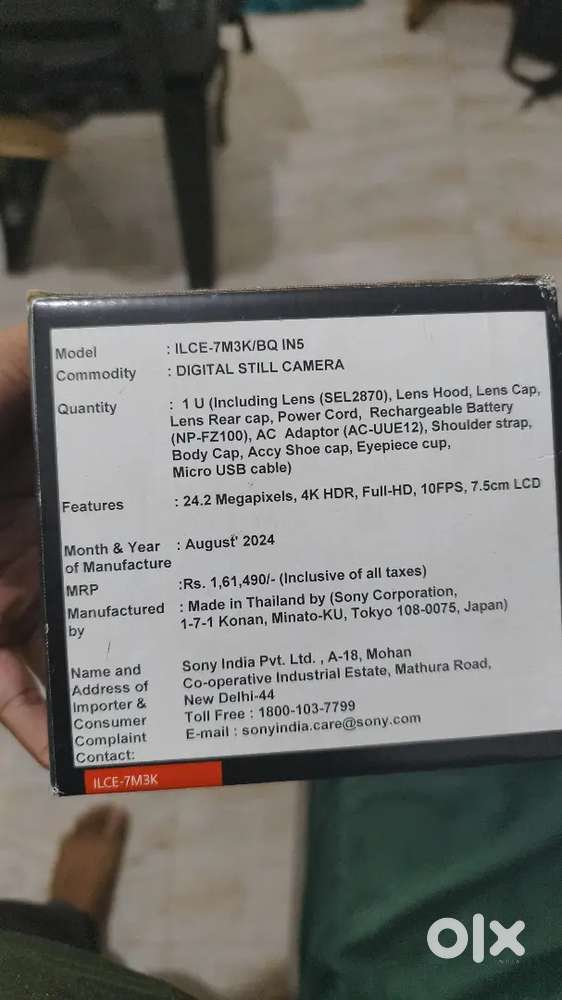 Model : ILCE-7M3K/BQ IN5
Commodity : DIGITAL STILL CAMERA
Quantity : 1 U (Including Lens (SEL2870), Lens Hood, Lens Cap,
Lens Rear cap, Power Cord, Rechargeable Battery
(NP-FZ100), AC Adaptor (AC-UUE12), Shoulder strap,
Body Cap, Accy Shoe cap, Eyepiece cup,
Micro USB cable)
Features : 24.2 Megapixels, 4K HDR, Full-HD, 10FPS, 7.5cm LCD
Month & Year : August' 2024
of Manufacture
MRP :Rs. 1,61,490/- (Inclusive of all taxes)
Manufactured : Made in Thailand by (Sony Corporation,
by 1-7-1 Konan, Minato-KU, Tokyo 108-0075, Japan)
Name and Sony India Pvt. Ltd. , A-18, Mohan
Address of Co-operative Industrial Estate, Mathura Road,
Importer & New Delhi-44
Consumer Toll Free : 1800-103-7799
Complaint E-mail : sonyindia.care@sony.com
Contact:
ILCE-7M3K
olx
INDIA